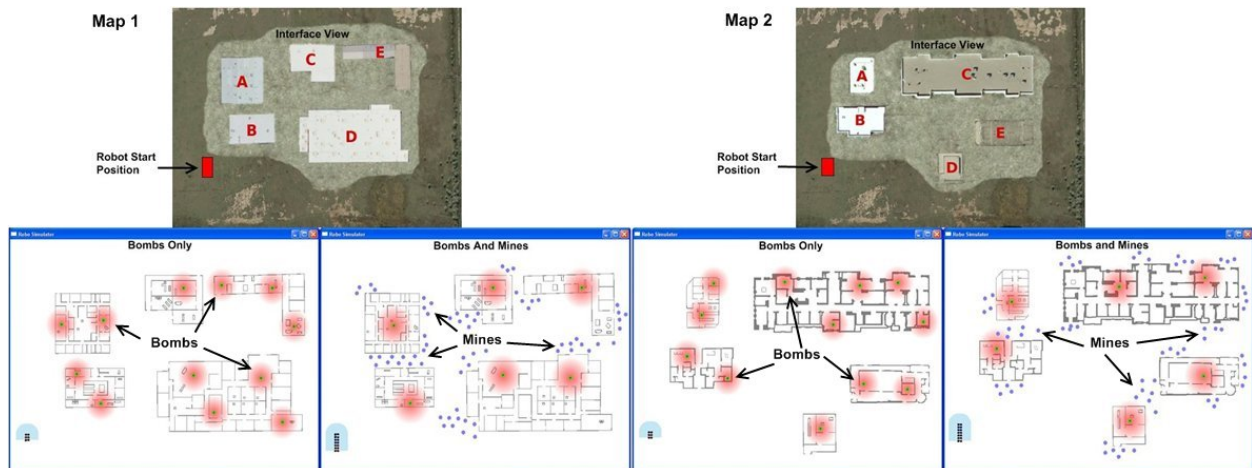 Map 1
Interface View
A
B
C
D
E
Robot Start
Position
Map 2
Interface View
A
B
C
D
E
Robot Start
Position
Robo Simulator
Bombs Only
Bombs
Robo Simulator
Bombs And Mines
Mines
Robo Simulator
Bombs Only
Bombs
Robo Simulator
Bombs and Mines
Mines